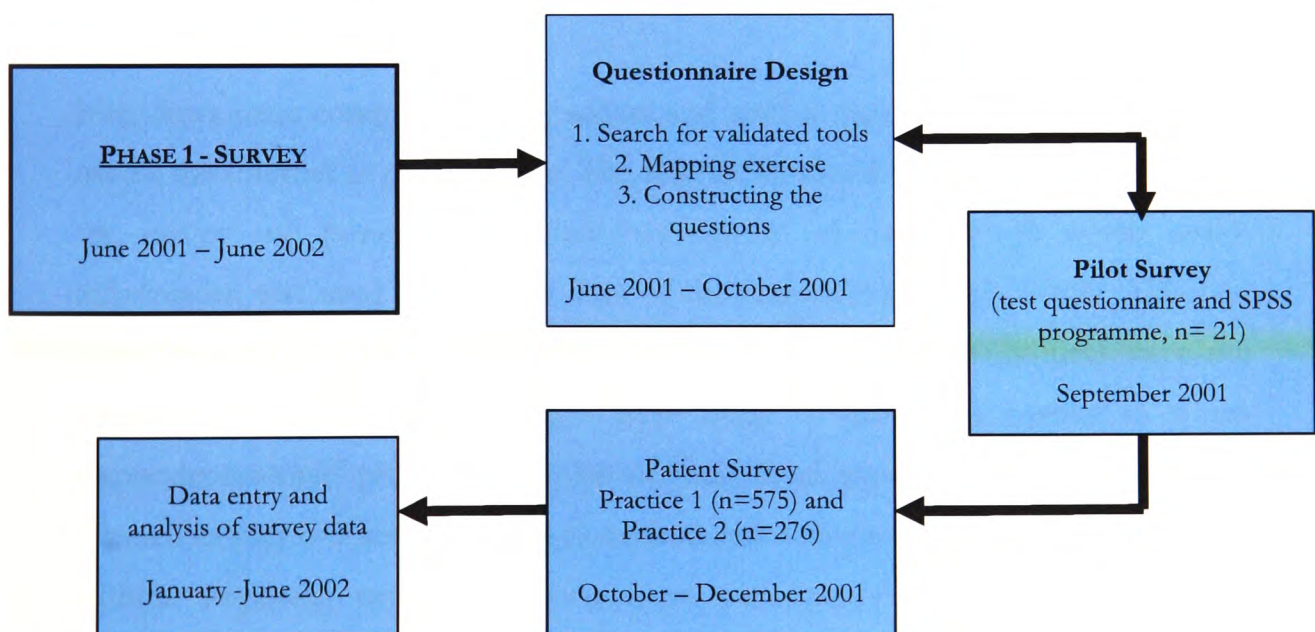 PHASE 1 - SURVEY
June 2001 – June 2002
Questionnaire Design
1. Search for validated tools
2. Mapping exercise
3. Constructing the
questions
June 2001 – October 2001
Pilot Survey
(test questionnaire and SPSS
programme, n= 21)
September 2001
Patient Survey
Practice 1 (n=575) and
Practice 2 (n=276)
October – December 2001
Data entry and
analysis of survey data
January -June 2002